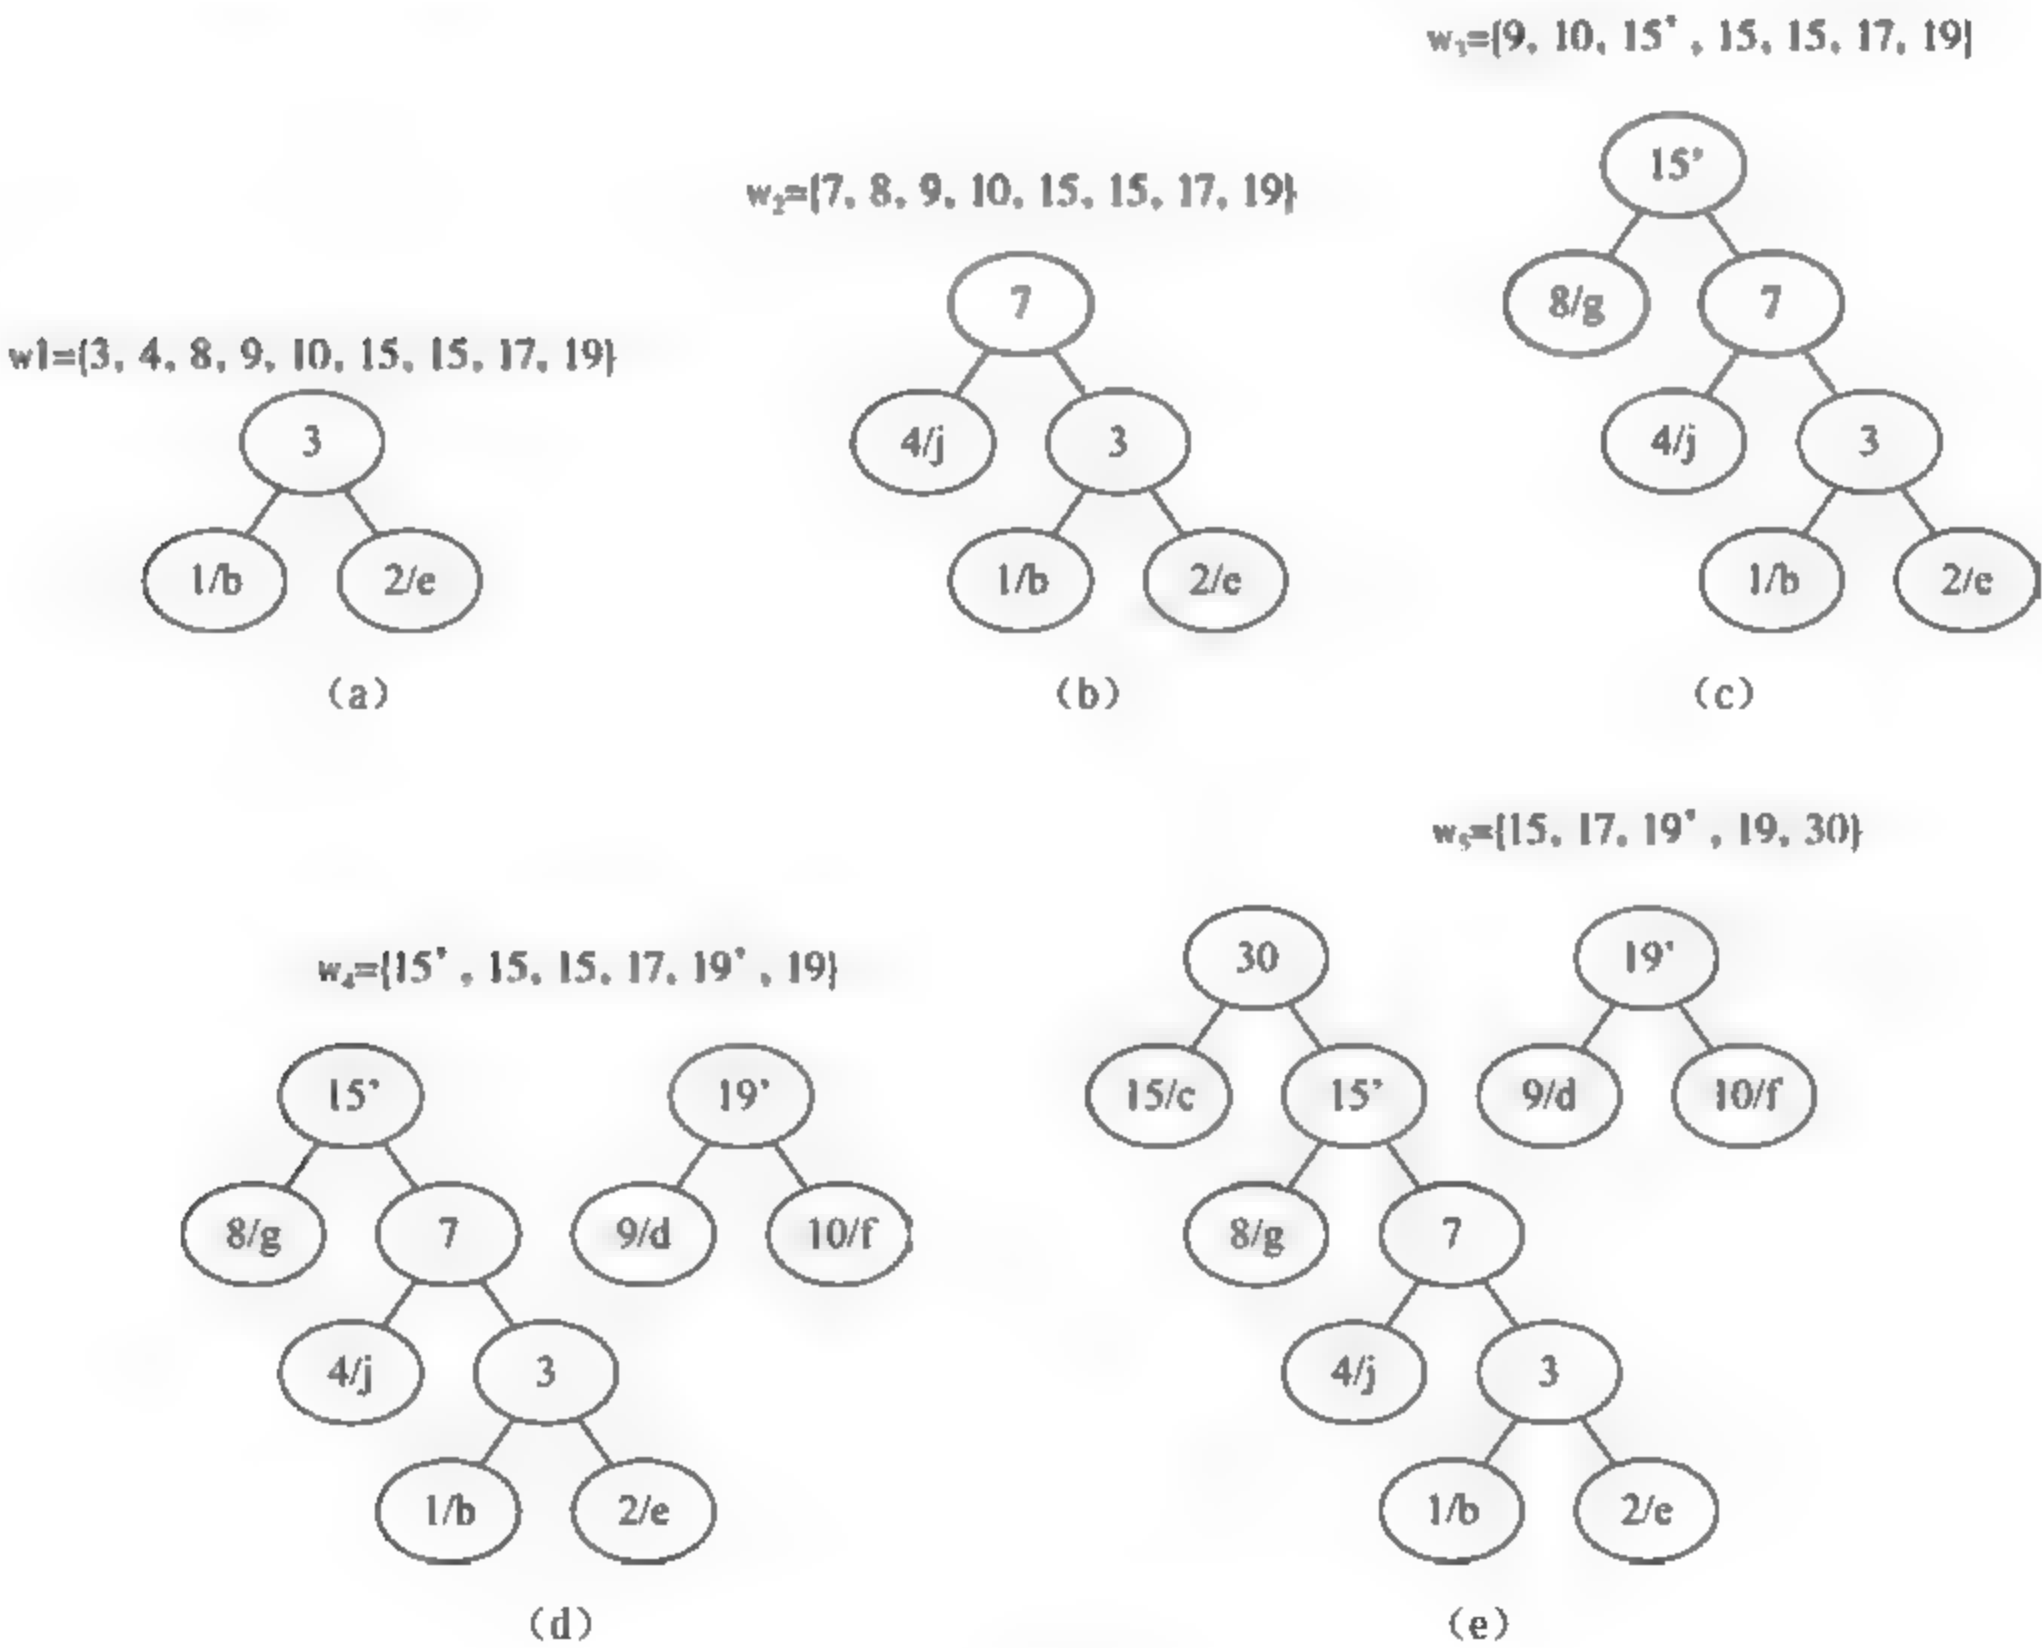 w₃={9, 10, 15', 15, 15, 17, 19}
15'
w₂={7, 8, 9, 10, 15, 15, 17, 19}
8/g 7
7
w1={3, 4, 8, 9, 10, 15, 15, 17, 19}
3
4/j 3
4/j 3
1/b 2/e
1/b 2/e
1/b 2/e
(a)
(b)
(c)
w₅={15, 17, 19', 19, 30}
w₄={15', 15, 15, 17, 19', 19}
30 19'
15' 19'
15/c 15' 9/d 10/f
8/g 7 9/d 10/f
8/g 7
4/j 3
4/j 3
1/b 2/e
1/b 2/e
(d)
(e)